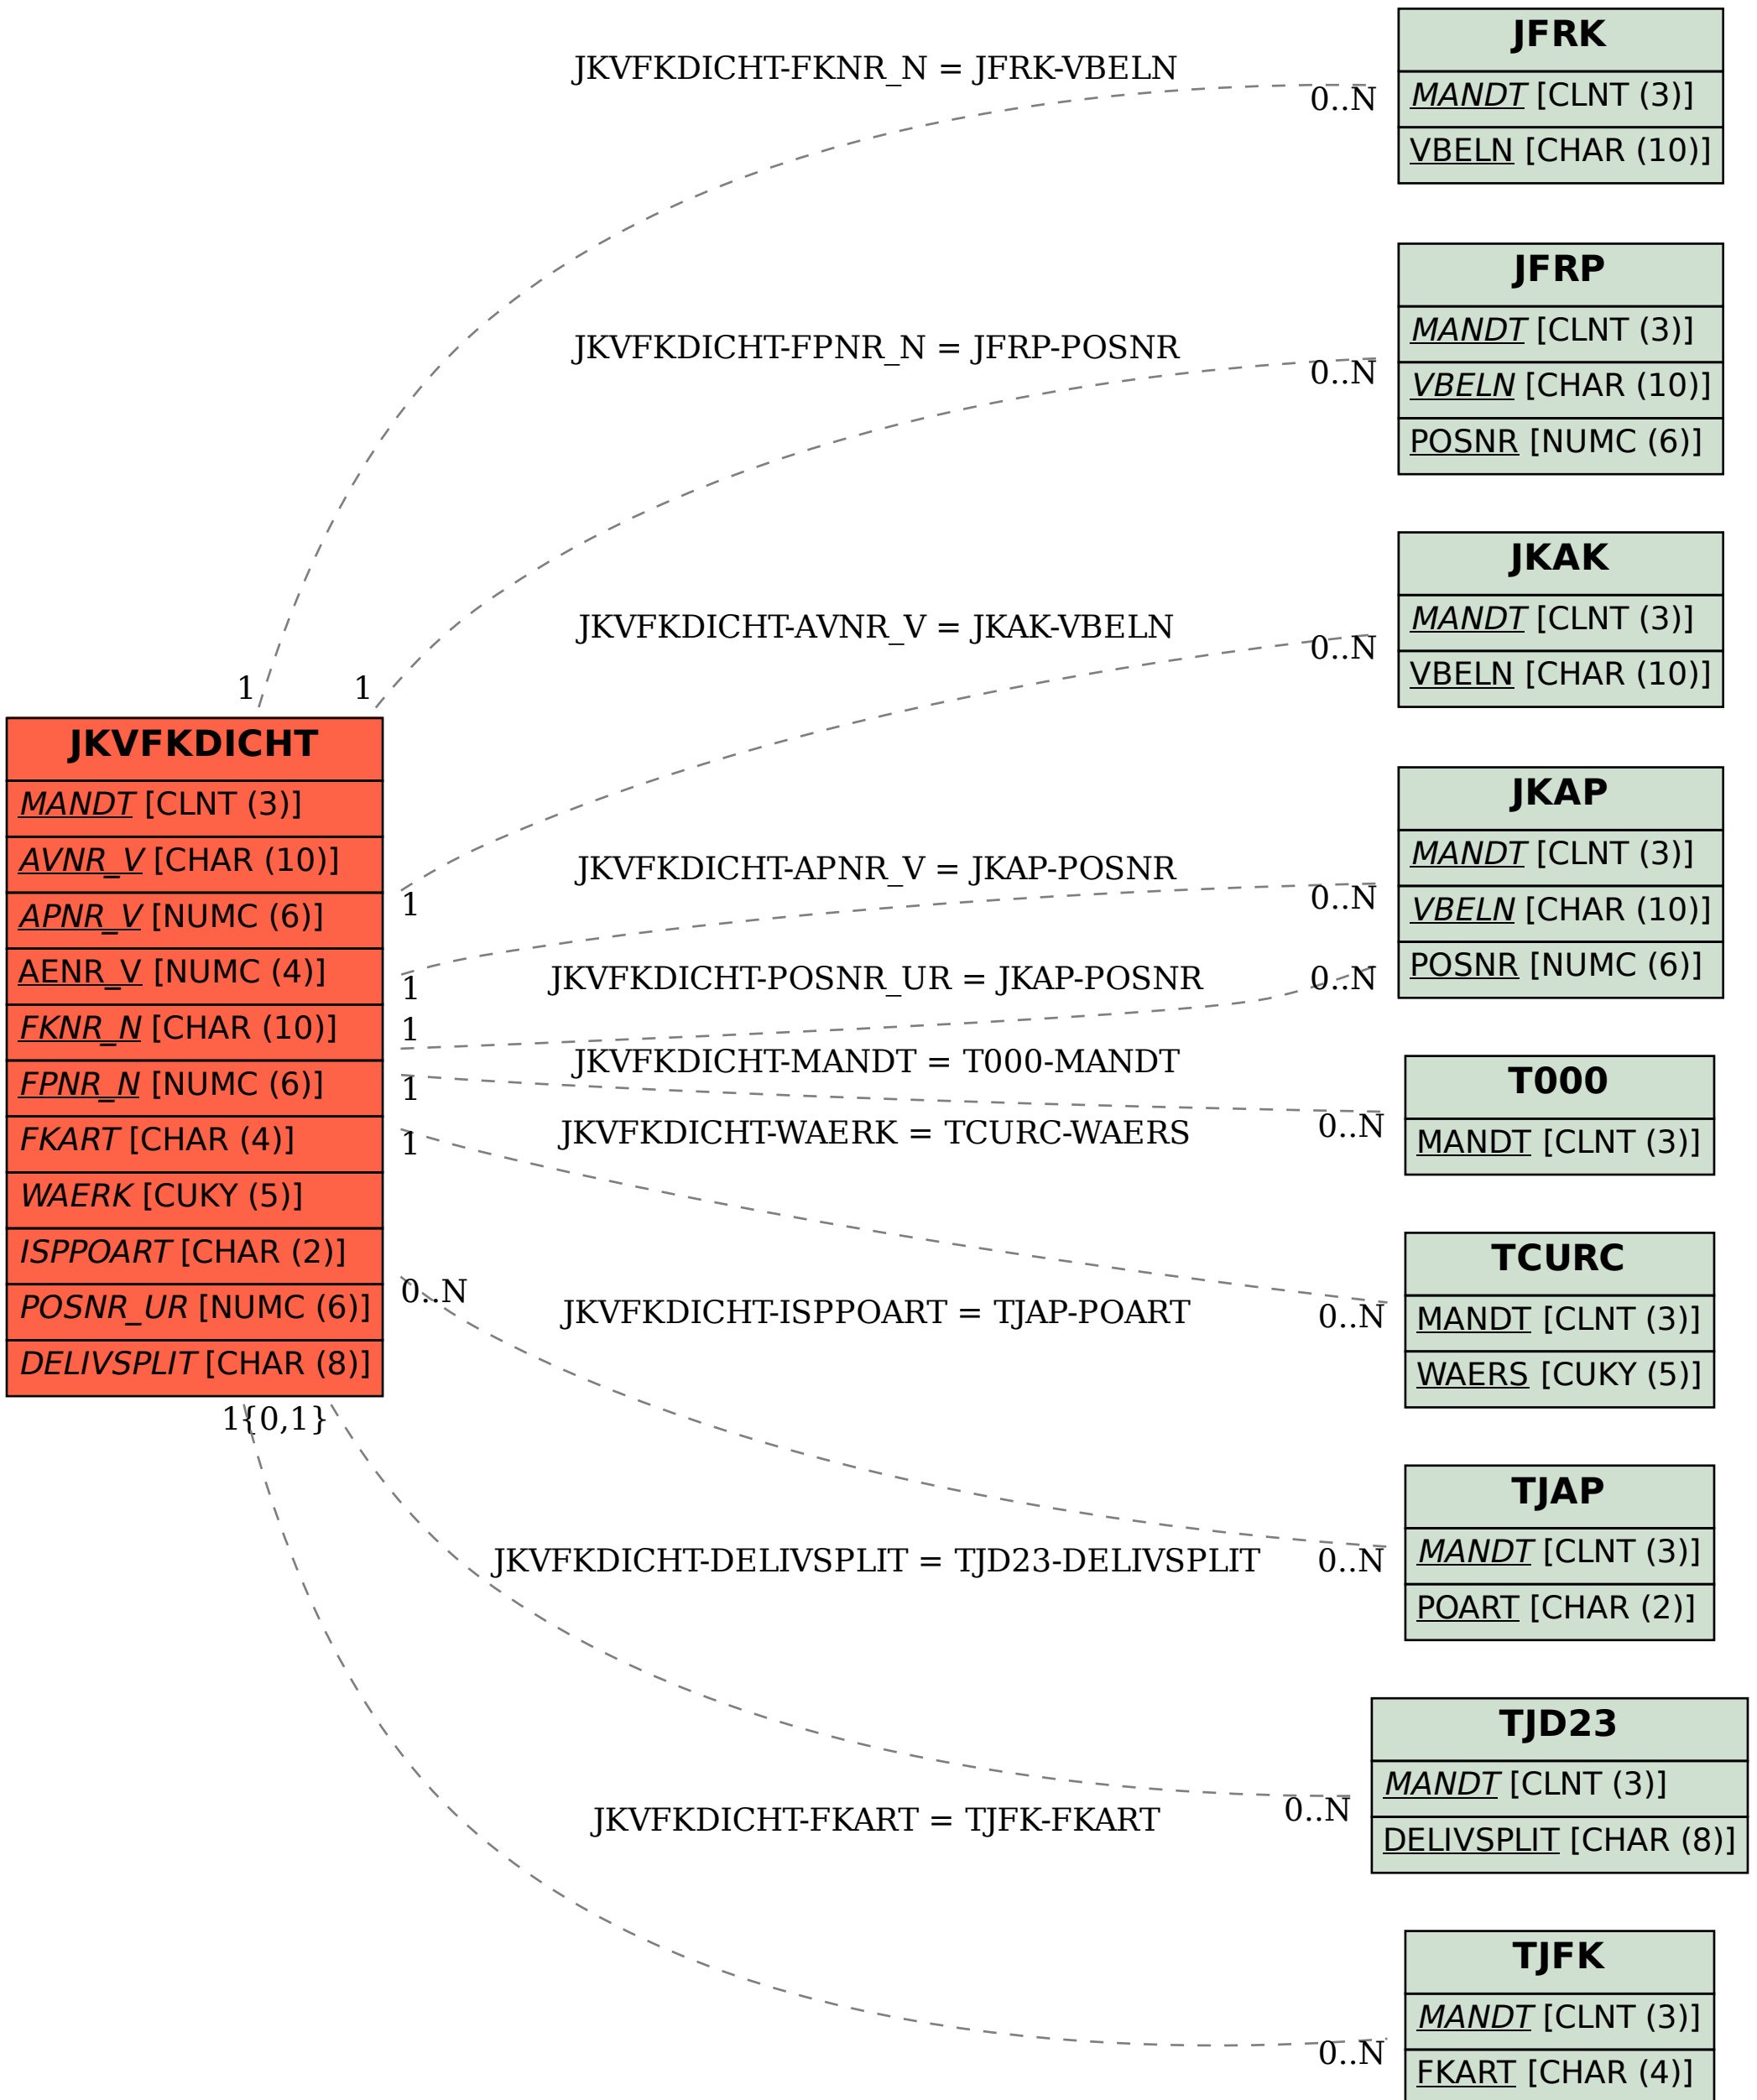 JKVFKDICHT
MANDT [CLNT (3)]
AVNR_V [CHAR (10)]
APNR_V [NUMC (6)]
AENR_V [NUMC (4)]
FKNR_N [CHAR (10)]
FPNR_N [NUMC (6)]
FKART [CHAR (4)]
WAERK [CUKY (5)]
ISPPOART [CHAR (2)]
POSNR_UR [NUMC (6)]
DELIVSPLIT [CHAR (8)]
JKVFKDICHT-FKNR_N = JFRK-VBELN
0..N
1
JKVFKDICHT-FPNR_N = JFRP-POSNR
0..N
1
JKVFKDICHT-AVNR_V = JKAK-VBELN
0..N
1
JKVFKDICHT-APNR_V = JKAP-POSNR
0..N
1
JKVFKDICHT-POSNR_UR = JKAP-POSNR
0..N
1
JKVFKDICHT-MANDT = T000-MANDT
0..N
1
JKVFKDICHT-WAERK = TCURC-WAERS
0..N
1
JKVFKDICHT-ISPPOART = TJAP-POART
0..N
0..N
JKVFKDICHT-DELIVSPLIT = TJD23-DELIVSPLIT
0..N
{0,1}
JKVFKDICHT-FKART = TJFK-FKART
0..N
1
JFRK
MANDT [CLNT (3)]
VBELN [CHAR (10)]
JFRP
MANDT [CLNT (3)]
VBELN [CHAR (10)]
POSNR [NUMC (6)]
JKAK
MANDT [CLNT (3)]
VBELN [CHAR (10)]
JKAP
MANDT [CLNT (3)]
VBELN [CHAR (10)]
POSNR [NUMC (6)]
T000
MANDT [CLNT (3)]
TCURC
MANDT [CLNT (3)]
WAERS [CUKY (5)]
TJAP
MANDT [CLNT (3)]
POART [CHAR (2)]
TJD23
MANDT [CLNT (3)]
DELIVSPLIT [CHAR (8)]
TJFK
MANDT [CLNT (3)]
FKART [CHAR (4)]